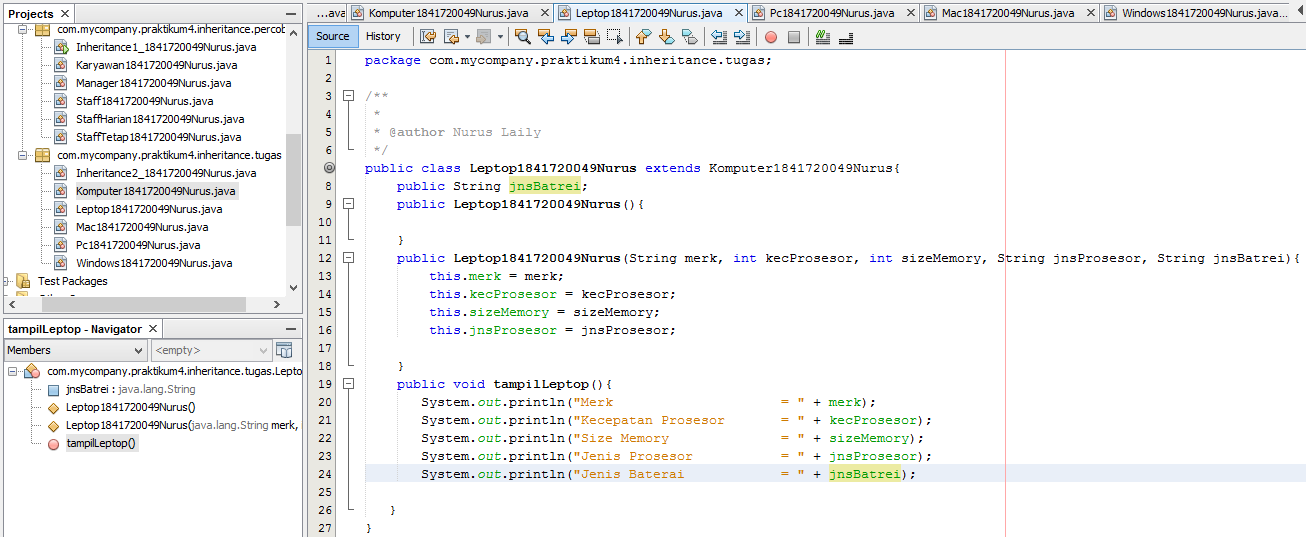 Projects
com.mycompany.praktikum4.inheritance.percob
Inheritance1_1841720049Nurus.java
Karyawan1841720049Nurus.java
Manager1841720049Nurus.java
Staff1841720049Nurus.java
StaffHarian1841720049Nurus.java
StaffTetap1841720049Nurus.java
com.mycompany.praktikum4.inheritance.tugas
Inheritance2_1841720049Nurus.java
Komputer1841720049Nurus.java
Leptop1841720049Nurus.java
Mac1841720049Nurus.java
Pc1841720049Nurus.java
Windows1841720049Nurus.java
Test Packages
tampilLeptop - Navigator
Members
<empty>
com.mycompany.praktikum4.inheritance.tugas.Lepto
jnsBatrei : java.lang.String
Leptop1841720049Nurus()
Leptop1841720049Nurus(java.lang.String merk,
tampilLeptop()
...ava Komputer1841720049Nurus.java Leptop1841720049Nurus.java Pc1841720049Nurus.java Mac1841720049Nurus.java Windows1841720049Nurus.java...
Source History
1 package com.mycompany.praktikum4.inheritance.tugas;
2
3 /**
4 *
5 * @author Nurus Laily
6 */
public class Leptop1841720049Nurus extends Komputer1841720049Nurus{
8 public String jnsBatrei;
9 public Leptop1841720049Nurus(){
10
11 }
12 public Leptop1841720049Nurus(String merk, int kecProsesor, int sizeMemory, String jnsProsesor, String jnsBatrei){
13 this.merk = merk;
14 this.kecProsesor = kecProsesor;
15 this.sizeMemory = sizeMemory;
16 this.jnsProsesor = jnsProsesor;
17
18 }
19 public void tampilLeptop(){
20 System.out.println("Merk = " + merk);
21 System.out.println("Kecepatan Prosesor = " + kecProsesor);
22 System.out.println("Size Memory = " + sizeMemory);
23 System.out.println("Jenis Prosesor = " + jnsProsesor);
24 System.out.println("Jenis Baterai = " + jnsBatrei);
25
26 }
27 }